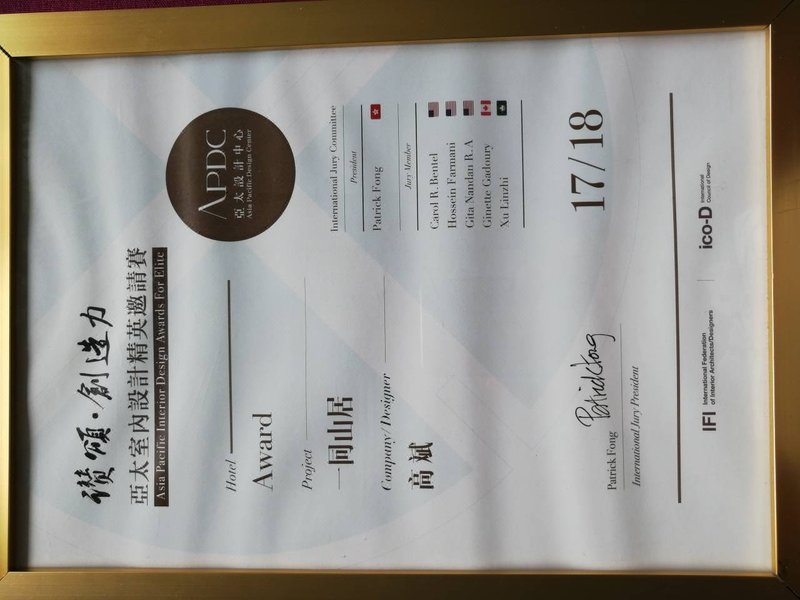 讚頌·創造力
亞太室內設計精英邀請賽
Asia Pacific Interior Design Awards For Elite
APDC
亞太設計中心
Asia Pacific Design Center
Hotel
Award
Project
一同山居
Company/Designer
高斌
International Jury Committee
President
Patrick Fong
Jury Member
Carol R. Bentel
Hossein Farmani
Gita Nandan R.A
Ginette Gadoury
Xu Linzhi
Patrick Fong
Patrick Fong
International Jury President
17/18
IFI International Federation
of Interior Architects/Designers
ico-D International
Council of Design